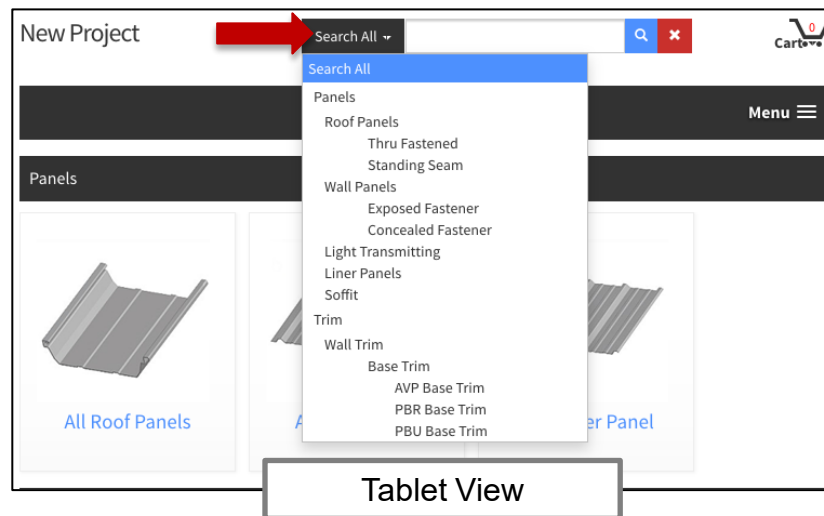 New Project
Search All
0
Cart
Search All
Panels
Roof Panels
Thru Fastened
Standing Seam
Wall Panels
Exposed Fastener
Concealed Fastener
Light Transmitting
Liner Panels
Soffit
Trim
Wall Trim
Base Trim
AVP Base Trim
PBR Base Trim
PBU Base Trim
Menu
Panels
All Roof Panels
A
er Panel
Tablet View